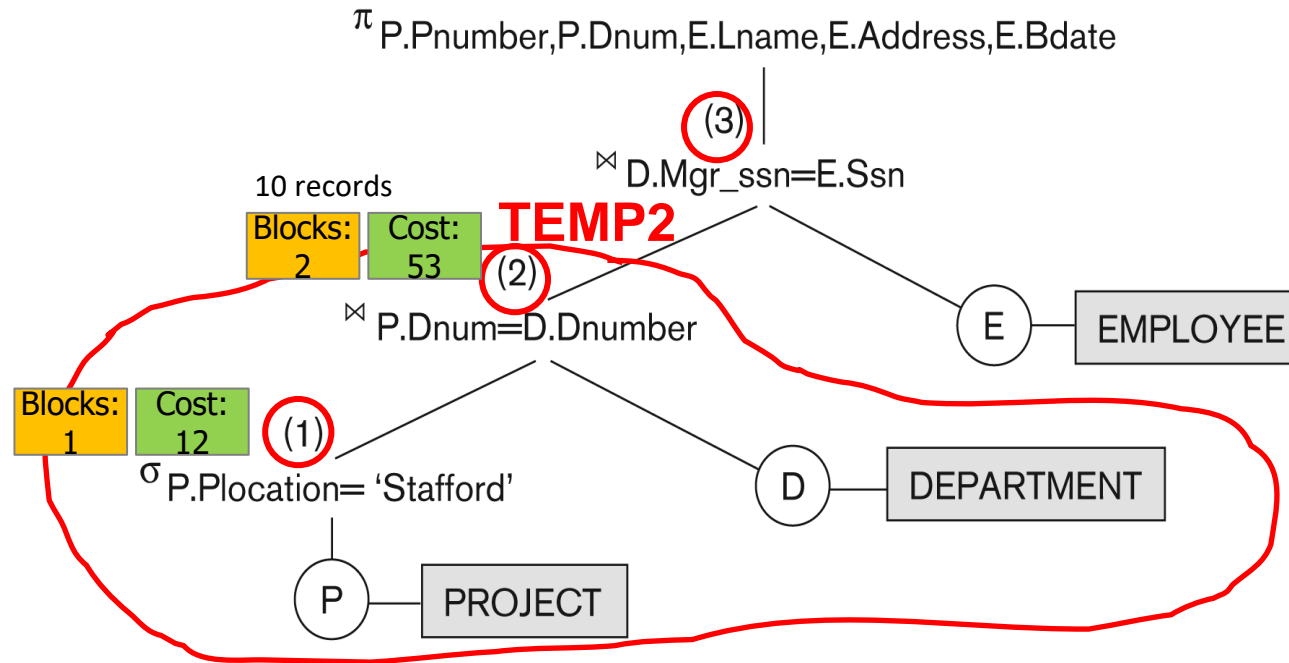 π P.Pnumber,P.Dnum,E.Lname,E.Address,E.Bdate
(3)
⋈ D.Mgr_ssn=E.Ssn
10 records
Blocks:
2
Cost:
53
TEMP2
(2)
⋈ P.Dnum=D.Dnumber
E
EMPLOYEE
Blocks:
1
Cost:
12
(1)
σ P.Plocation= ‘Stafford’
D
DEPARTMENT
P
PROJECT